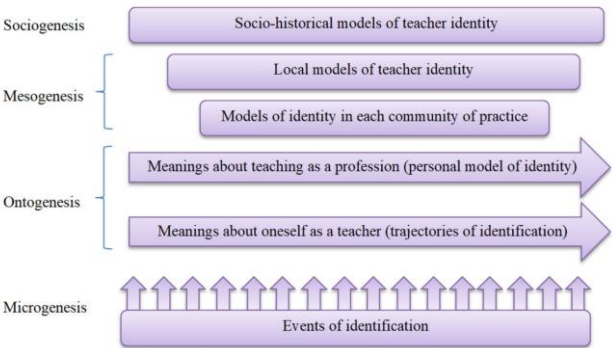 Sociogenesis
Socio-historical models of teacher identity
Mesogenesis
Local models of teacher identity
Models of identity in each community of practice
Ontogenesis
Meanings about teaching as a profession (personal model of identity)
Meanings about oneself as a teacher (trajectories of identification)
Microgenesis
Events of identification